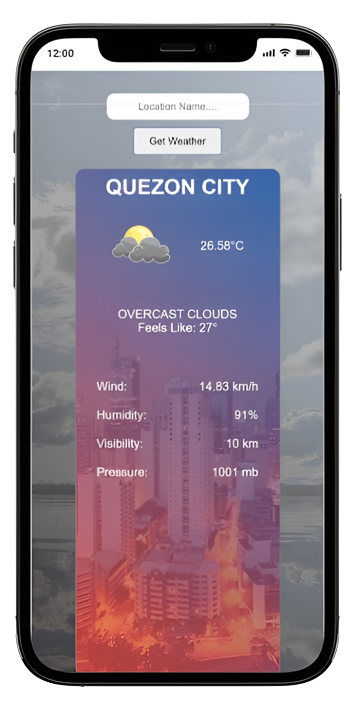 12:00
Location Name....
Get Weather
QUEZON CITY
26.58°C
OVERCAST CLOUDS
Feels Like: 27°
Wind: 14.83 km/h
Humidity: 91%
Visibility: 10 km
Pressure: 1001 mb